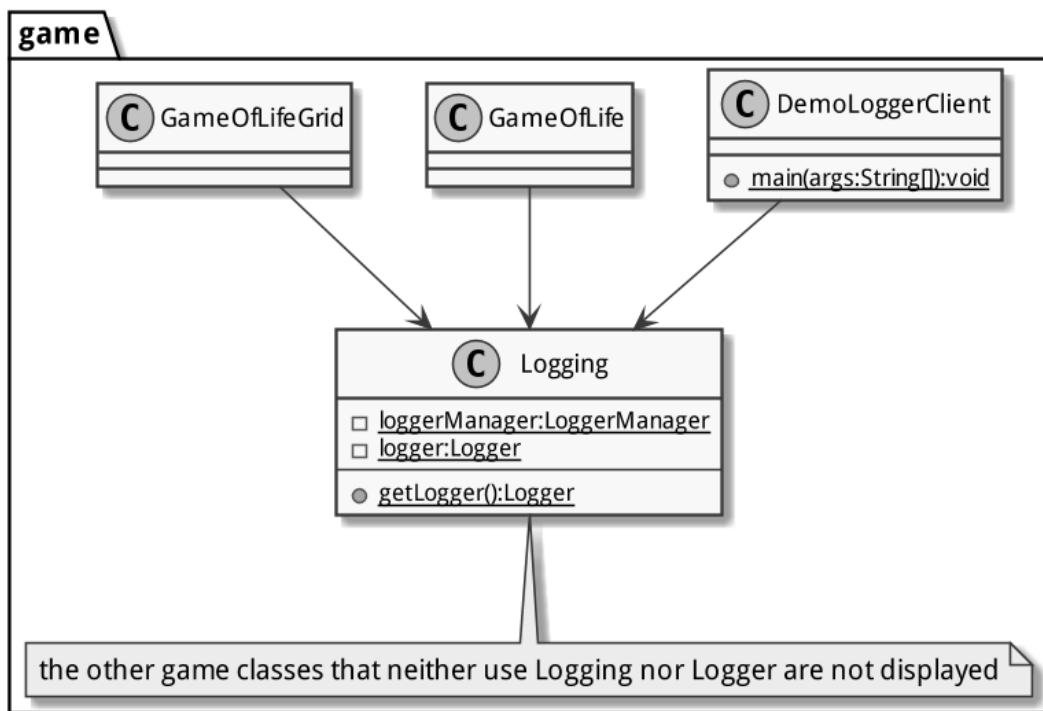 game
C GameOfLifeGrid
C GameOfLife
C DemoLoggerClient
main(args:String[]):void
C Logging
loggerManager:LoggerManager
logger:Logger
getLogger():Logger
the other game classes that neither use Logging nor Logger are not displayed